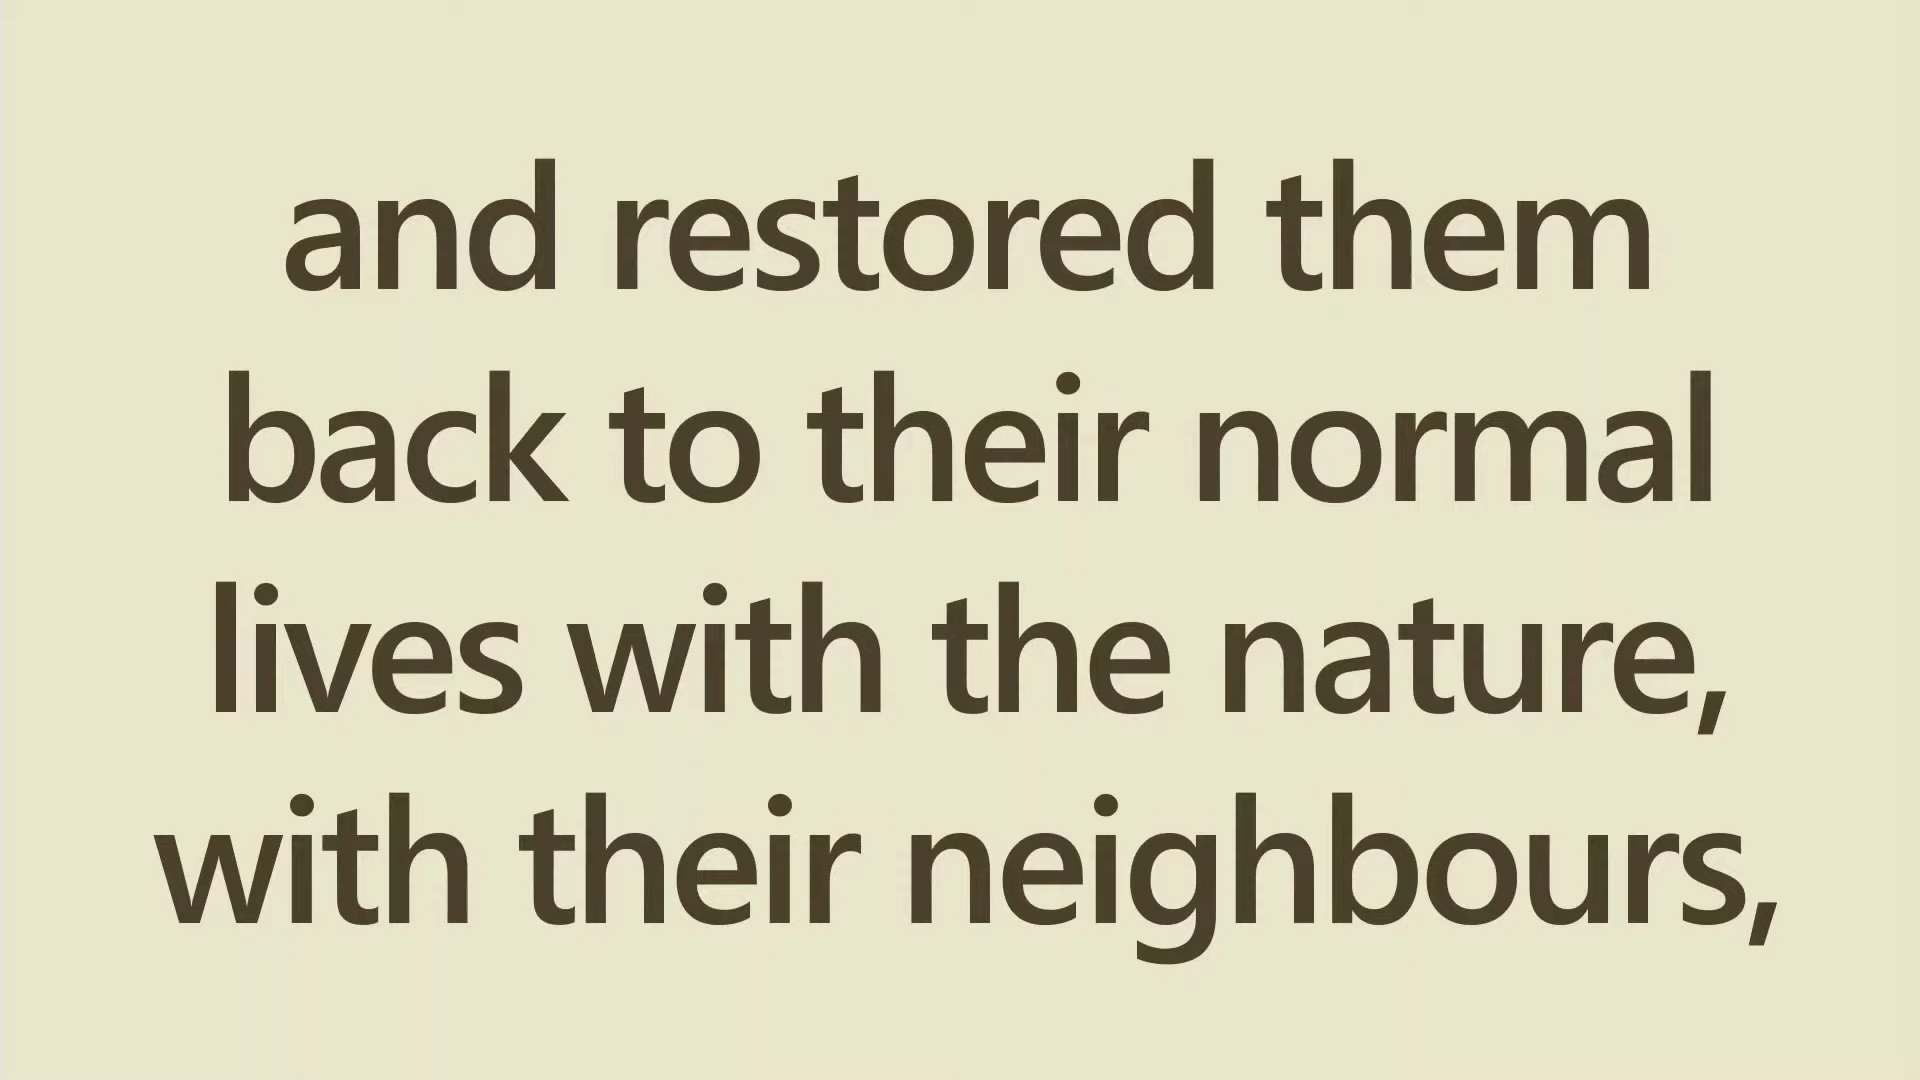 and restored them
back to their normal
lives with the nature,
with their neighbours,